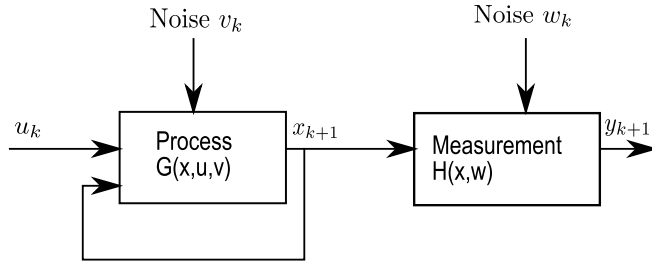 Noise v_k
Noise w_k
u_k
Process
G(x,u,v)
x_{k+1}
Measurement
H(x,w)
y_{k+1}